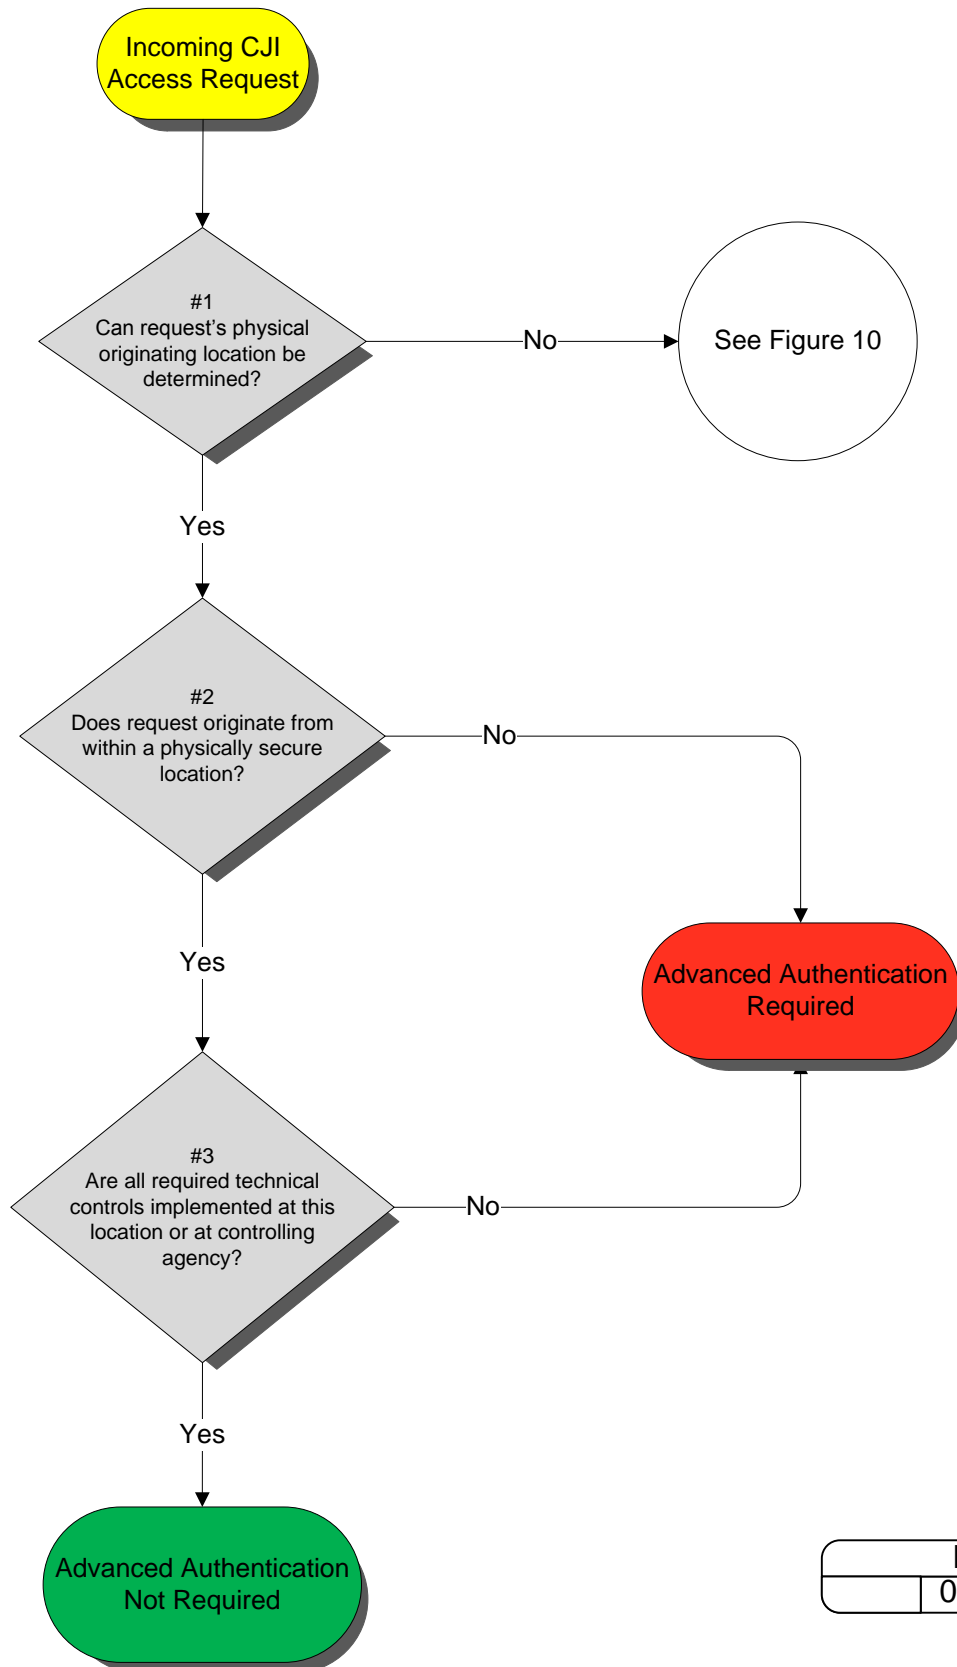 Incoming CJI
Access Request
#1
Can request's physical
originating location be
determined?
No
See Figure 10
Yes
#2
Does request originate from
within a physically secure
location?
No
Yes
Advanced Authentication
Required
#3
Are all required technical
controls implemented at this
location or at controlling
agency?
No
Yes
Advanced Authentication
Not Required
0